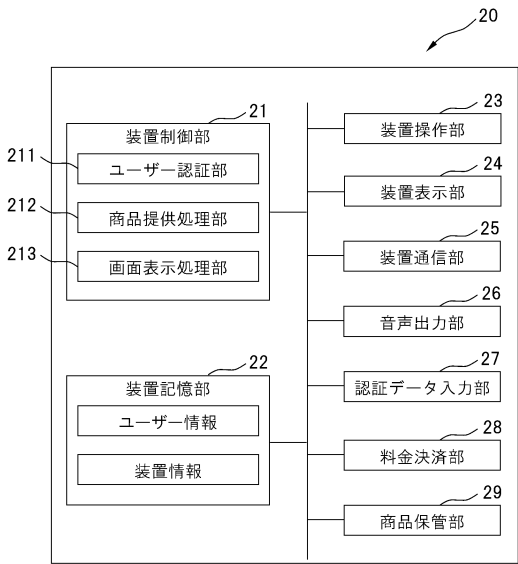 20
21
装置制御部
211
ユーザー認証部
212
商品提供処理部
213
画面表示処理部
22
装置記憶部
ユーザー情報
装置情報
23
装置操作部
24
装置表示部
25
装置通信部
26
音声出力部
27
認証データ入力部
28
料金決済部
29
商品保管部